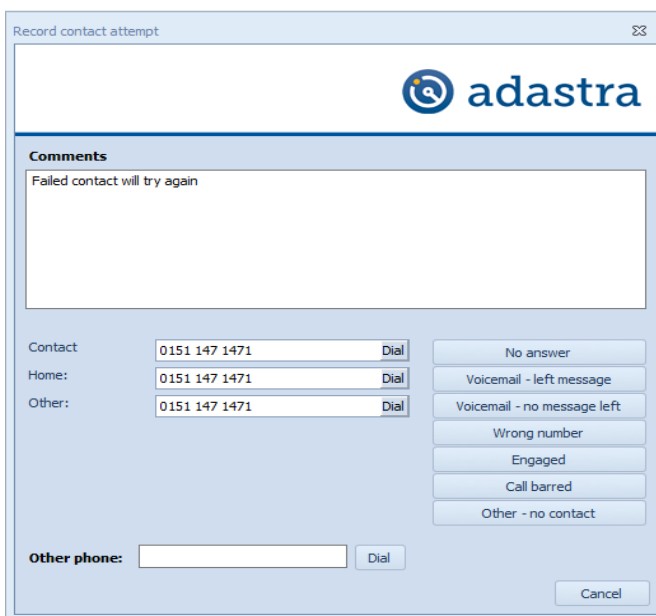 Record contact attempt
adastra
Comments
Failed contact will try again
Contact 0151 147 1471 Dial No answer
Home: 0151 147 1471 Dial Voicemail - left message
Other: 0151 147 1471 Dial Voicemail - no message left
Wrong number
Engaged
Call barred
Other - no contact
Other phone: Dial
Cancel